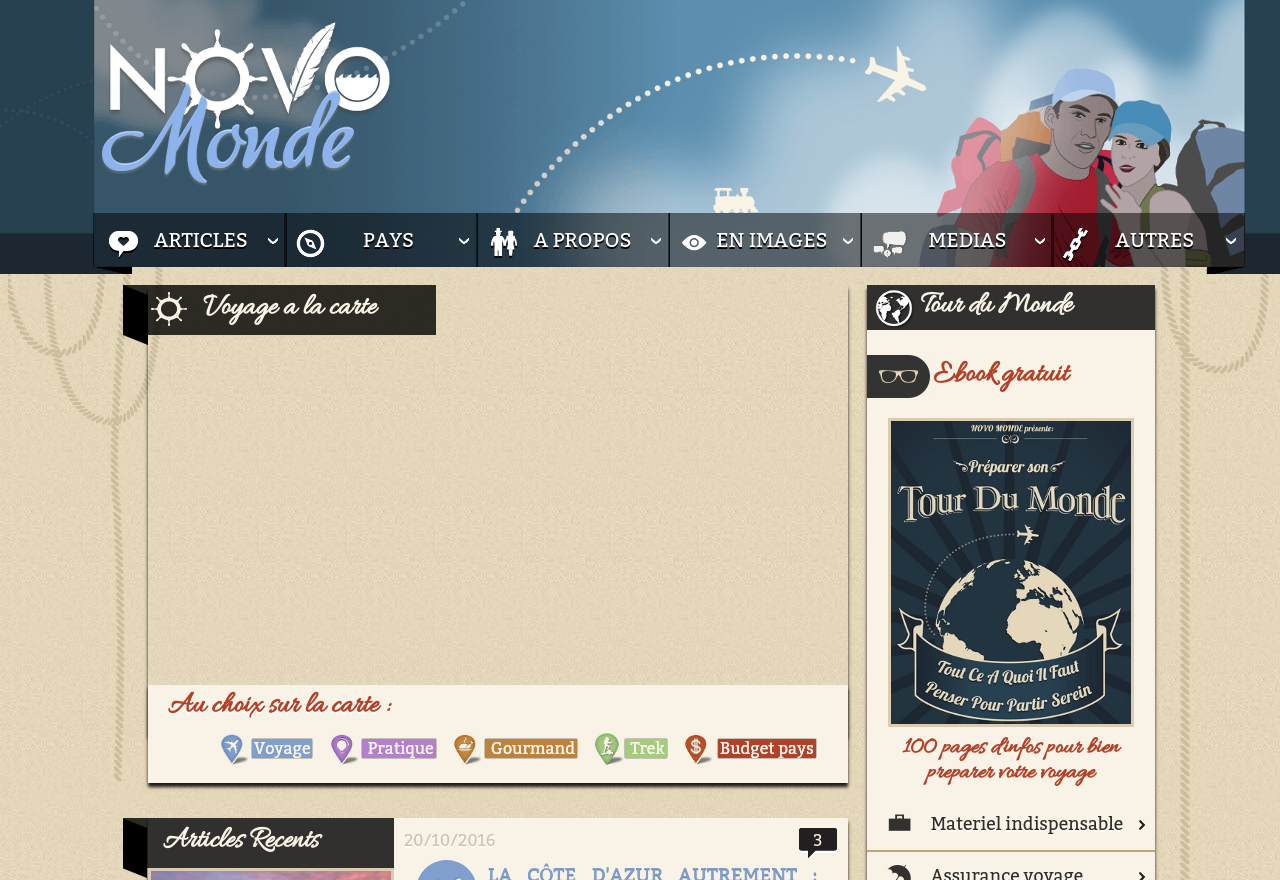 NOVO
Monde
ARTICLES
PAYS
A PROPOS
EN IMAGES
MEDIAS
AUTRES
Voyage a la carte
Au choix sur la carte :
Voyage
Pratique
Gourmand
Trek
Budget pays
Articles Recents
20/10/2016
3
LA CÔTE D'AZUR AUTREMENT :
Tour du Monde
Ebook gratuit
NOVO MONDE présente:
Préparer son
Tour Du Monde
Tout Ce A Quoi Il Faut
Penser Pour Partir Serein
100 pages d'infos pour bien
preparer votre voyage
Materiel indispensable
Assurance voyage